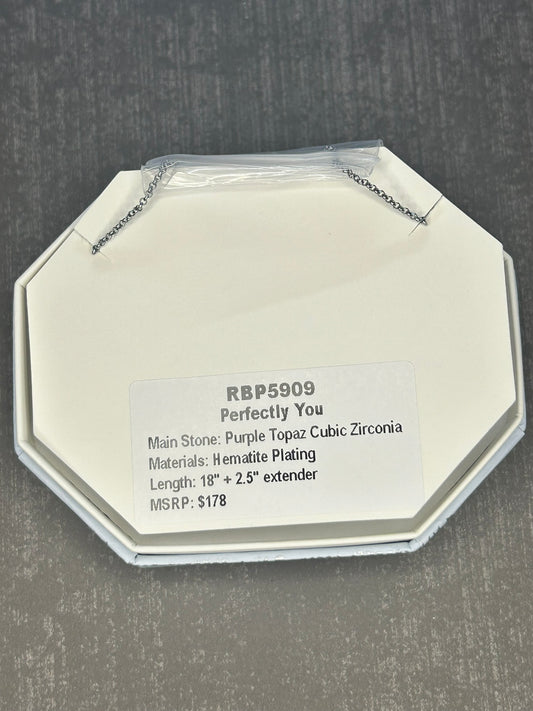 RBP5909
Perfectly You
Main Stone: Purple Topaz Cubic Zirconia
Materials: Hematite Plating
Length: 18" + 2.5" extender
MSRP: $178